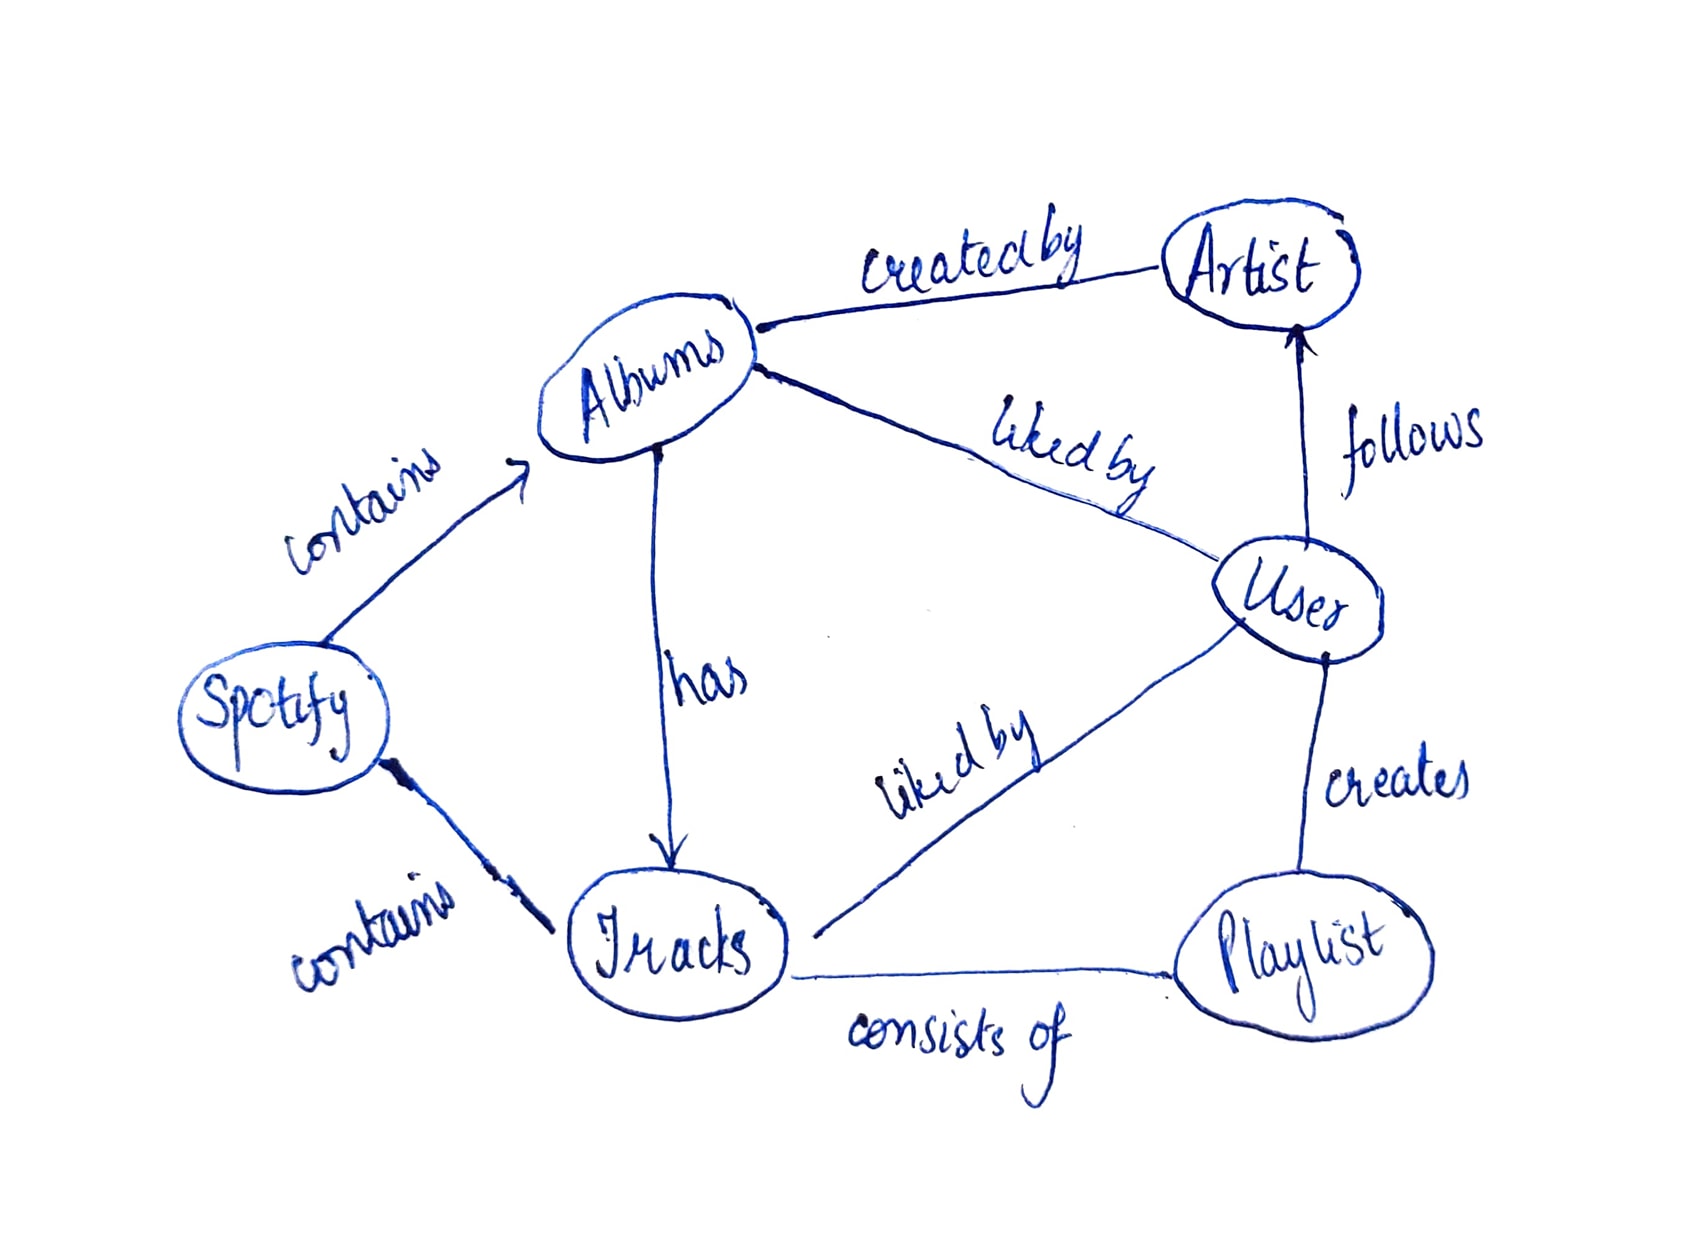 created by
Artist
Albums
liked by
follows
contains
User
Spotify
has
liked by
creates
contains
Tracks
Playlist
consists of